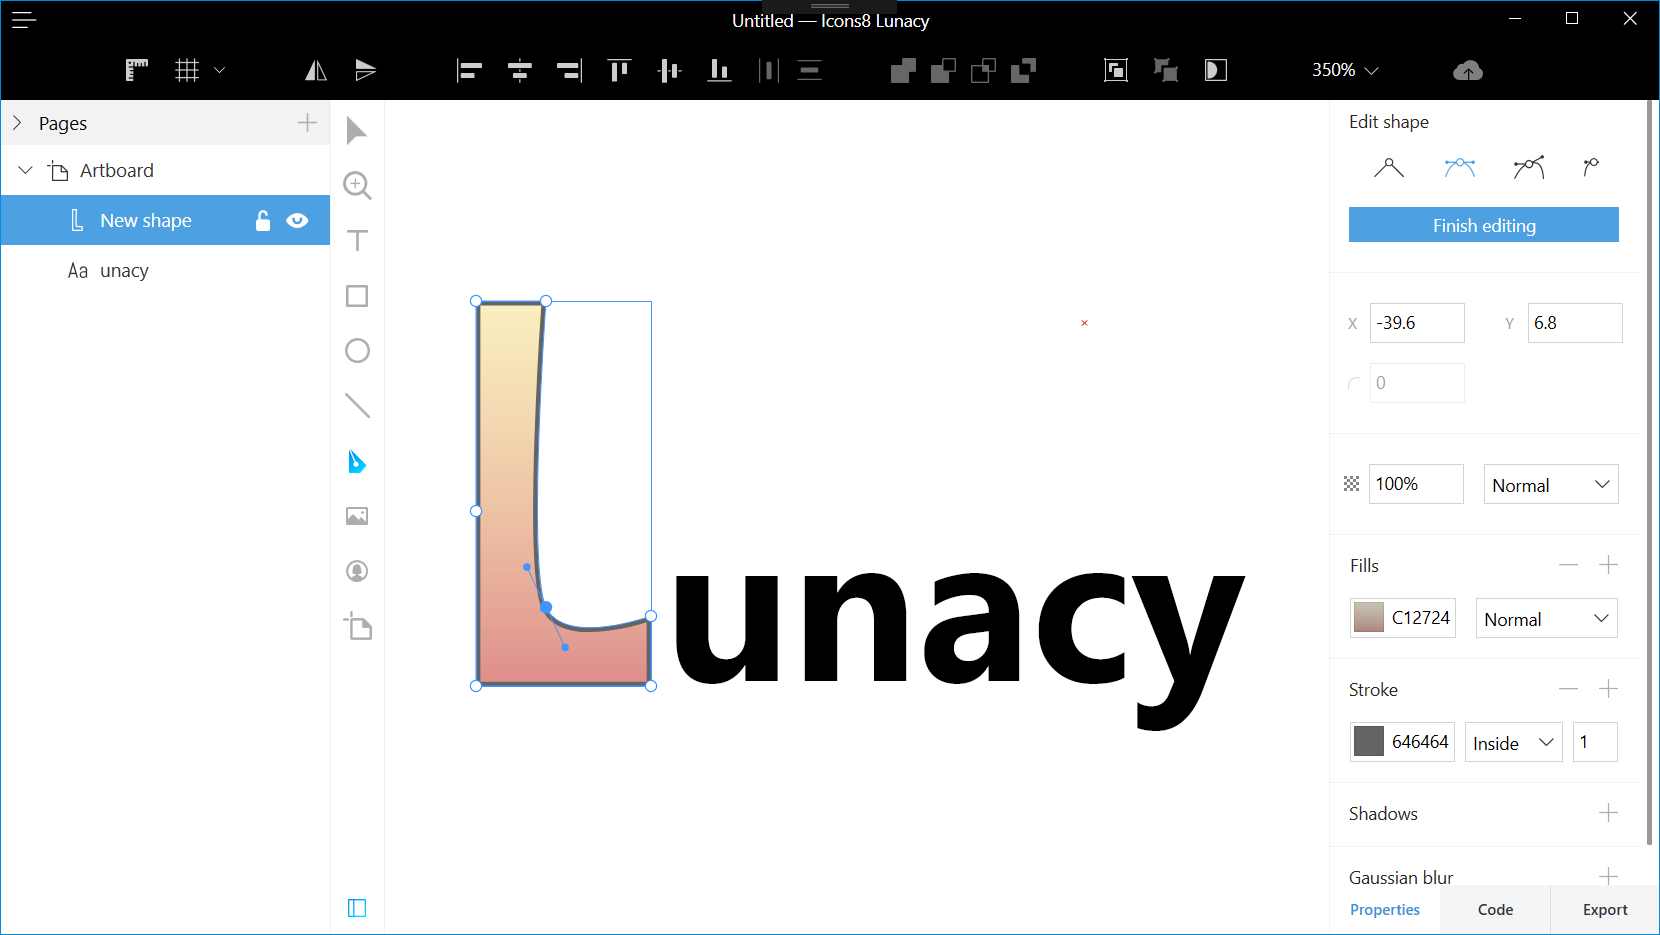 Untitled — Icons8 Lunacy
350%
Pages
Artboard
New shape
Aa unacy
unacy
Edit shape
Finish editing
X -39.6 Y 6.8
0
100% Normal
Fills
C12724 Normal
Stroke
646464 Inside 1
Shadows
Gaussian blur
Properties Code Export